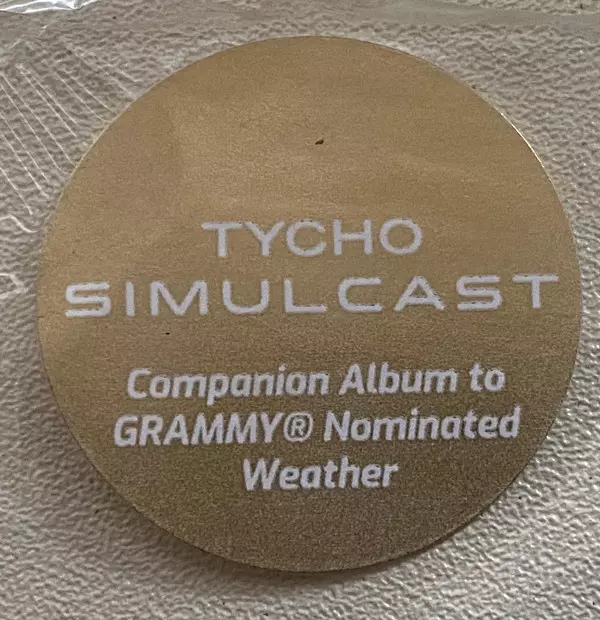 TYCHO
SIMULCAST
Companion Album to
GRAMMY® Nominated
Weather